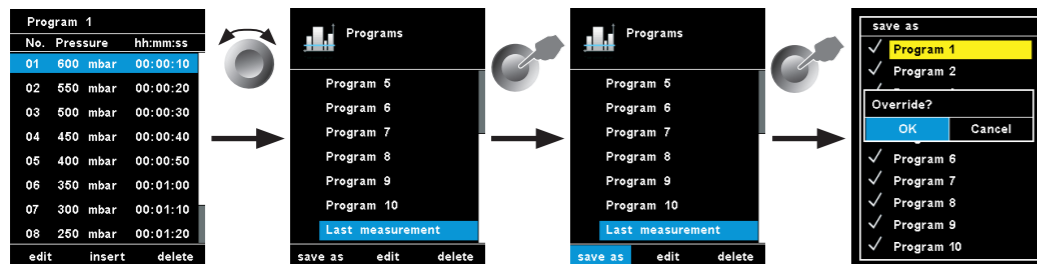 Program 1
No. Pressure hh:mm:ss
01 600 mbar 00:00:10
02 550 mbar 00:00:20
03 500 mbar 00:00:30
04 450 mbar 00:00:40
05 400 mbar 00:00:50
06 350 mbar 00:01:00
07 300 mbar 00:01:10
08 250 mbar 00:01:20
edit insert delete
Programs
Program 5
Program 6
Program 7
Program 8
Program 9
Program 10
Last measurement
save as edit delete
Programs
Program 5
Program 6
Program 7
Program 8
Program 9
Program 10
Last measurement
save as edit delete
save as
Program 1
Program 2
Override?
OK Cancel
Program 6
Program 7
Program 8
Program 9
Program 10